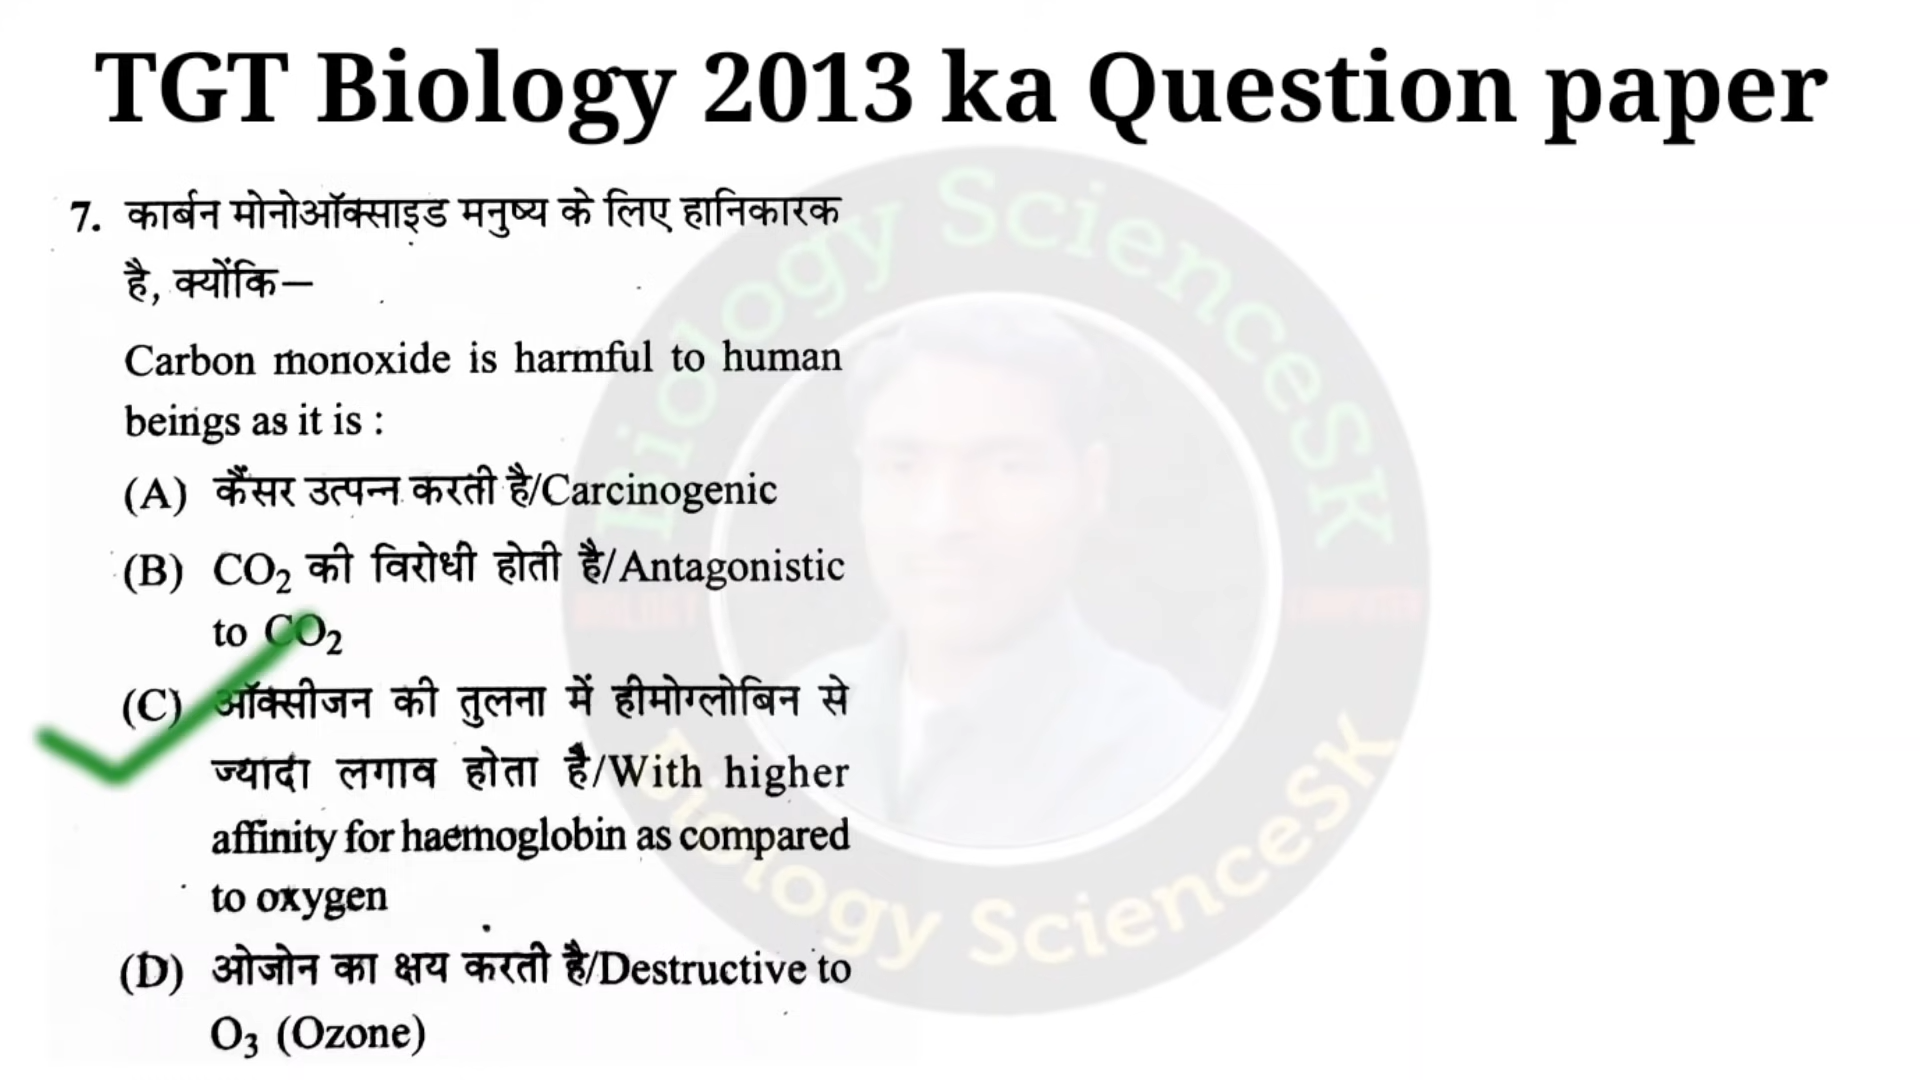 TGT Biology 2013 ka Question paper
7. कार्बन मोनोऑक्साइड मनुष्य के लिए हानिकारक
है, क्योंकि—
Carbon monoxide is harmful to human
beings as it is :
(A) कैंसर उत्पन्न करती है/Carcinogenic
(B) CO₂ की विरोधी होती है/Antagonistic
to CO₂
(C) ऑक्सीजन की तुलना में हीमोग्लोबिन से
ज्यादा लगाव होता है/With higher
affinity for haemoglobin as compared
to oxygen
(D) ओजोन का क्षय करती है/Destructive to
O₃ (Ozone)
Biology ScienceSK
Biology ScienceSK